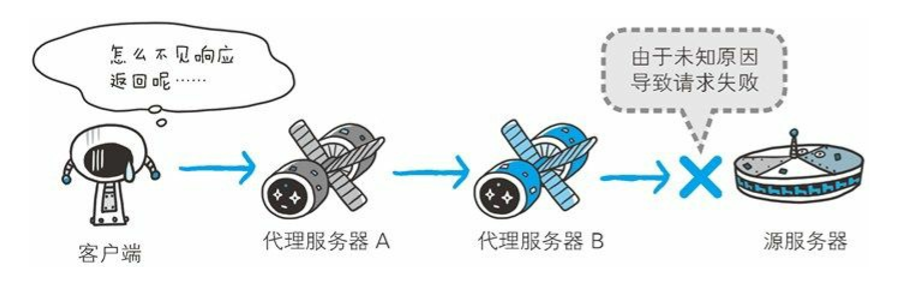 怎么不见响应
返回呢……
由于未知原因
导致请求失败
客户端
代理服务器 A
代理服务器 B
源服务器